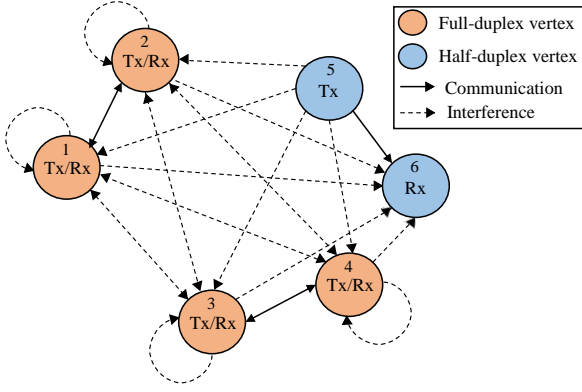 2
Tx/Rx
5
Tx
1
Tx/Rx
6
Rx
4
Tx/Rx
3
Tx/Rx
Full-duplex vertex
Half-duplex vertex
Communication
Interference